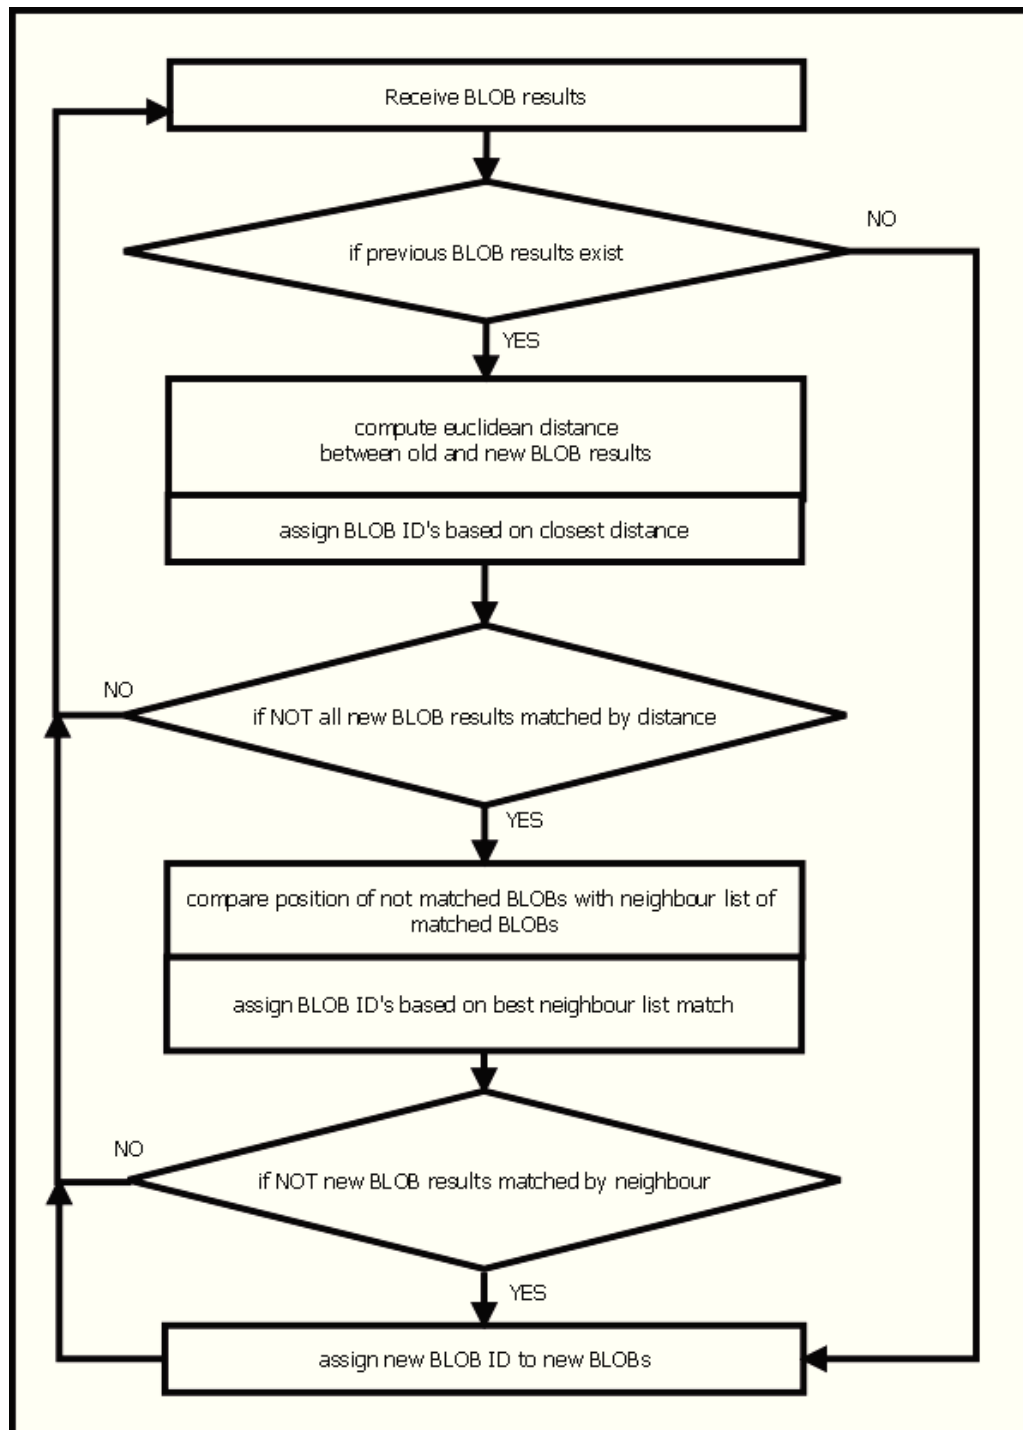 Receive BLOB results
NO
if previous BLOB results exist
YES
compute euclidean distance
between old and new BLOB results
assign BLOB ID's based on closest distance
NO
if NOT all new BLOB results matched by distance
YES
compare position of not matched BLOBs with neighbour list of
matched BLOBs
assign BLOB ID's based on best neighbour list match
NO
if NOT new BLOB results matched by neighbour
YES
assign new BLOB ID to new BLOBs